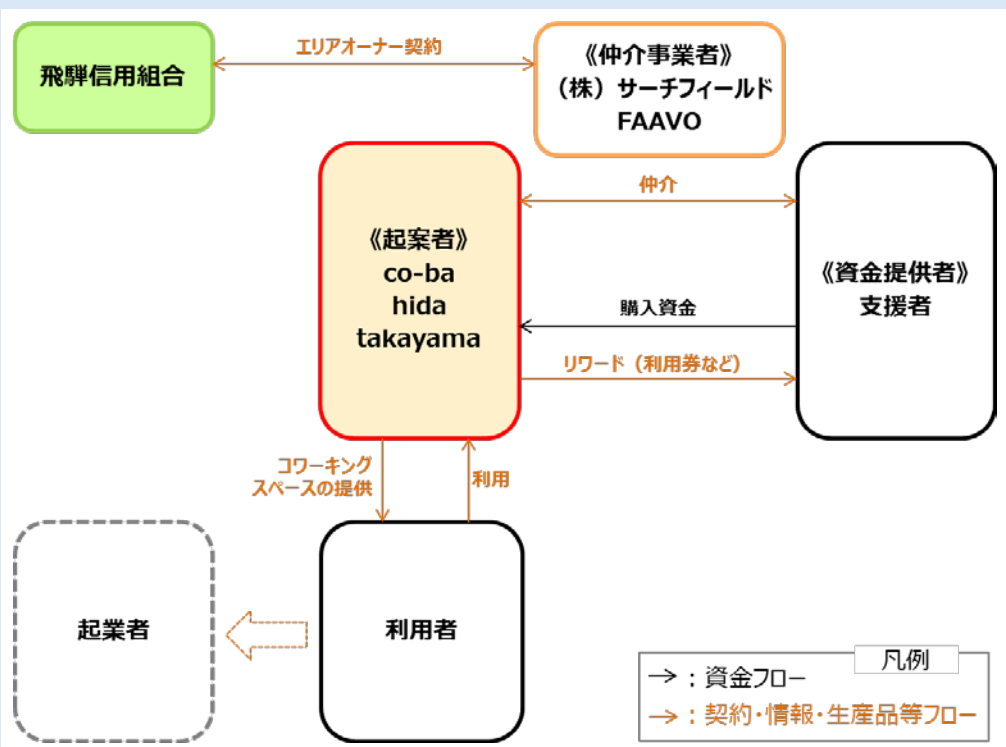 飛騨信用組合
エリアオーナー契約
《仲介事業者》
（株）サーチフィールド
FAAVO
《起案者》
co-ba
hida
takayama
仲介
購入資金
リワード（利用券など）
《資金提供者》
支援者
コワーキング
スペースの提供
利用
起業者
利用者
凡例
→：資金フロー
→：契約・情報・生産品等フロー